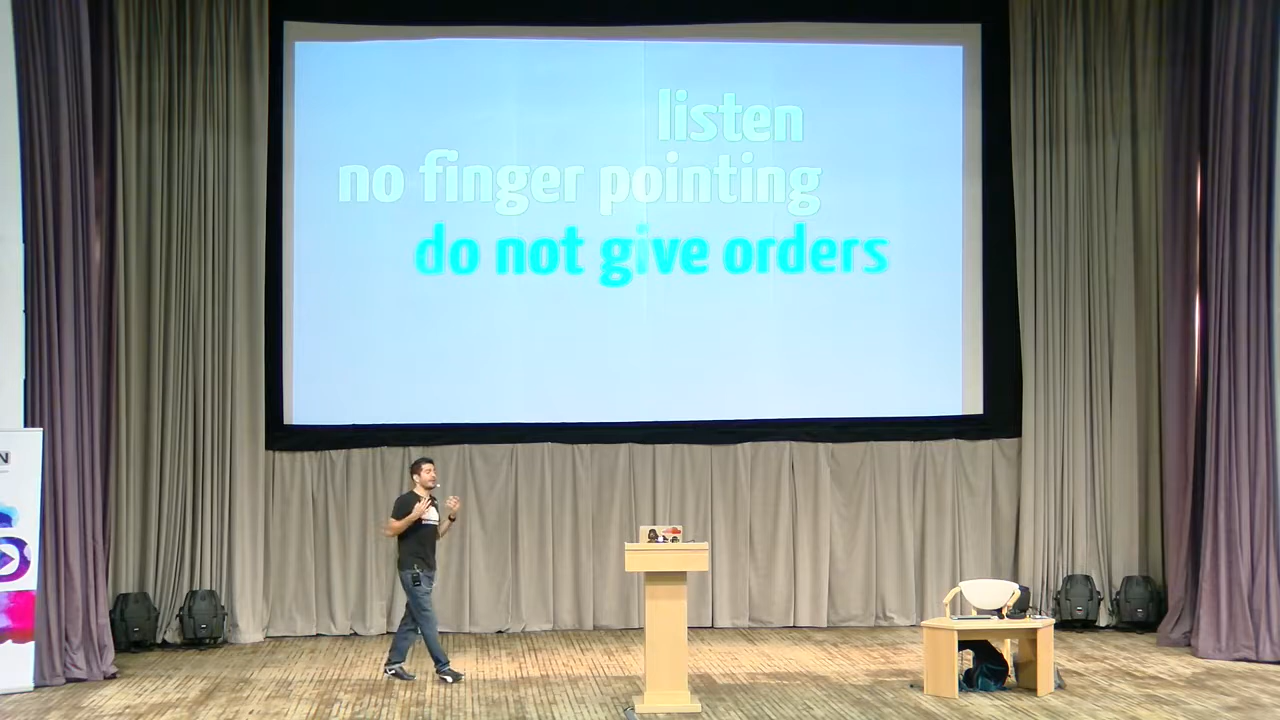 listen
no finger pointing
do not give orders
N